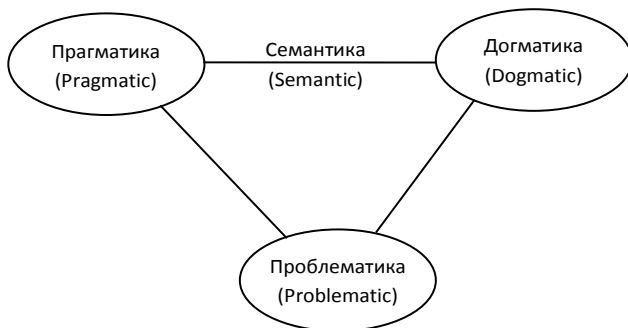 Прагматика
(Pragmatic)
Семантика
(Semantic)
Догматика
(Dogmatic)
Проблематика
(Problematic)